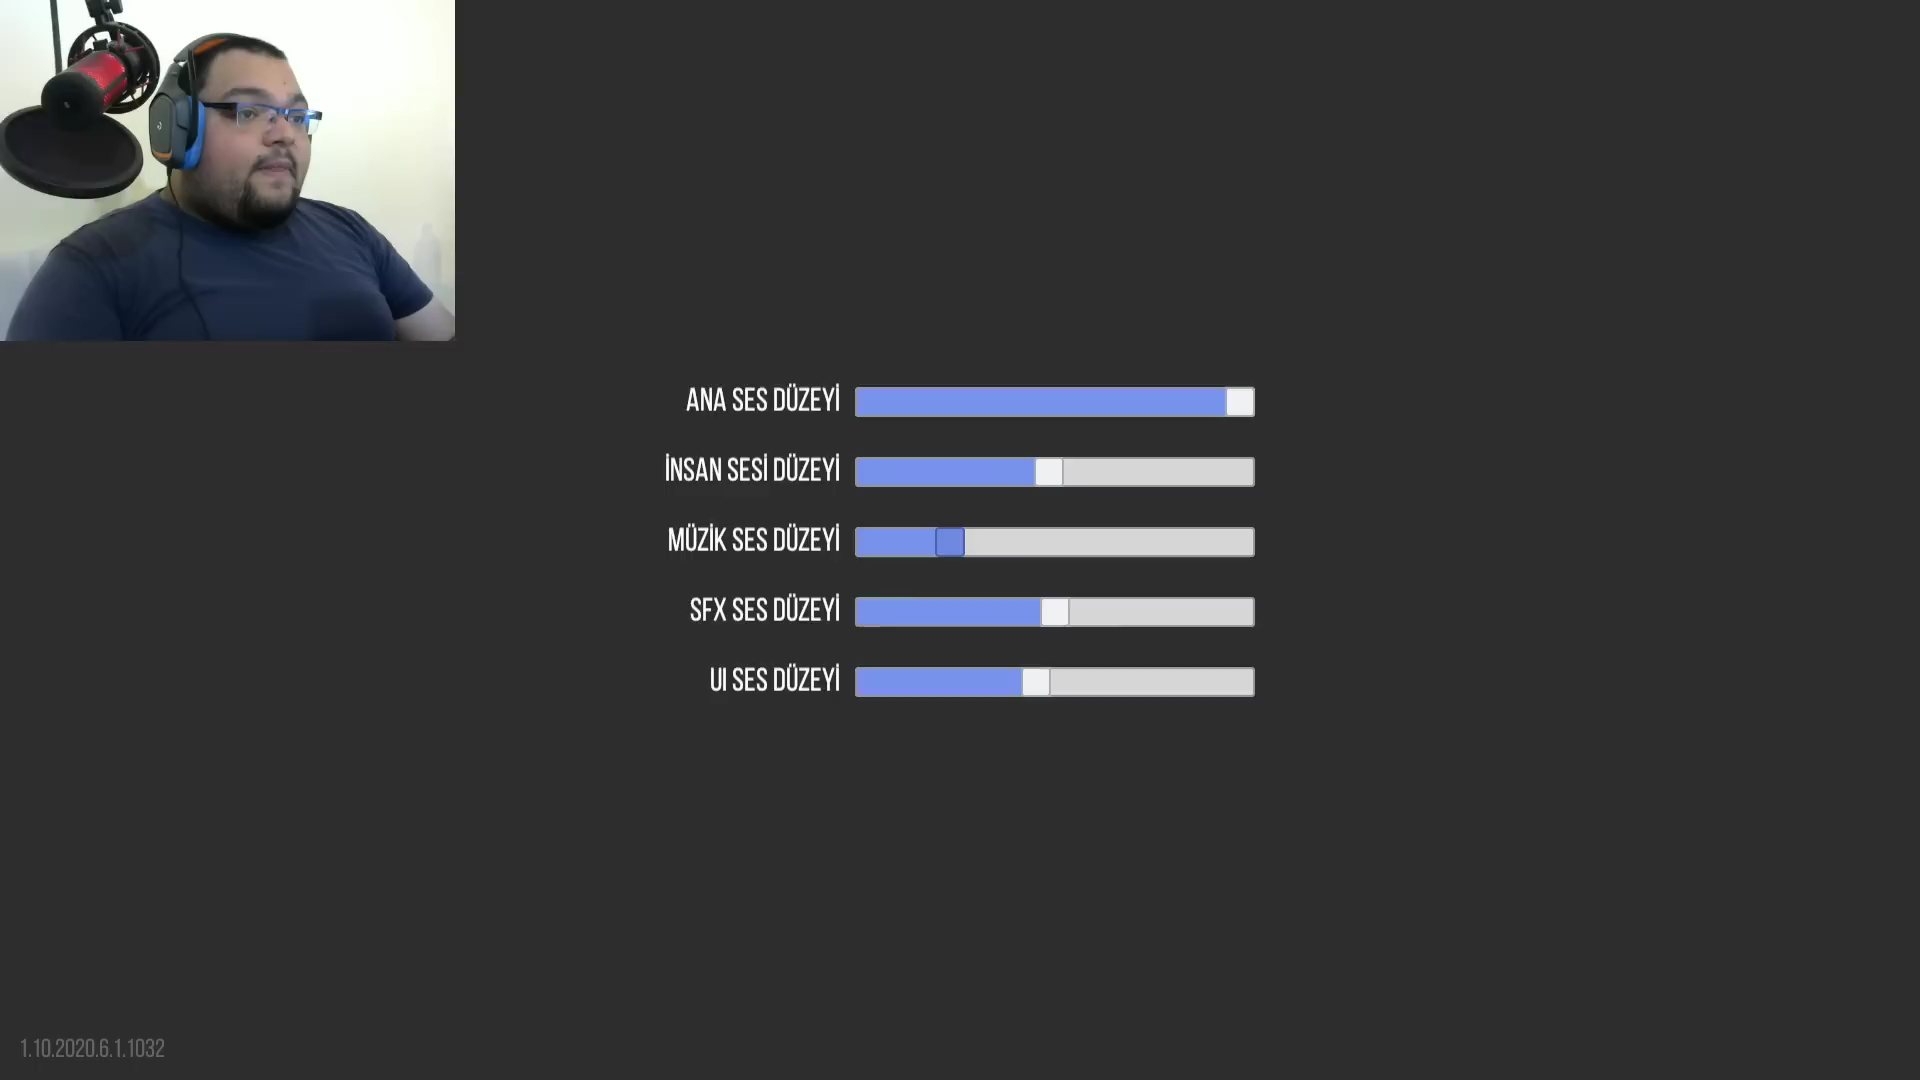 ANA SES DÜZEYİ
İNSAN SESİ DÜZEYİ
MÜZİK SES DÜZEYİ
SFX SES DÜZEYİ
UI SES DÜZEYİ
1.10.2020.6.1.1032